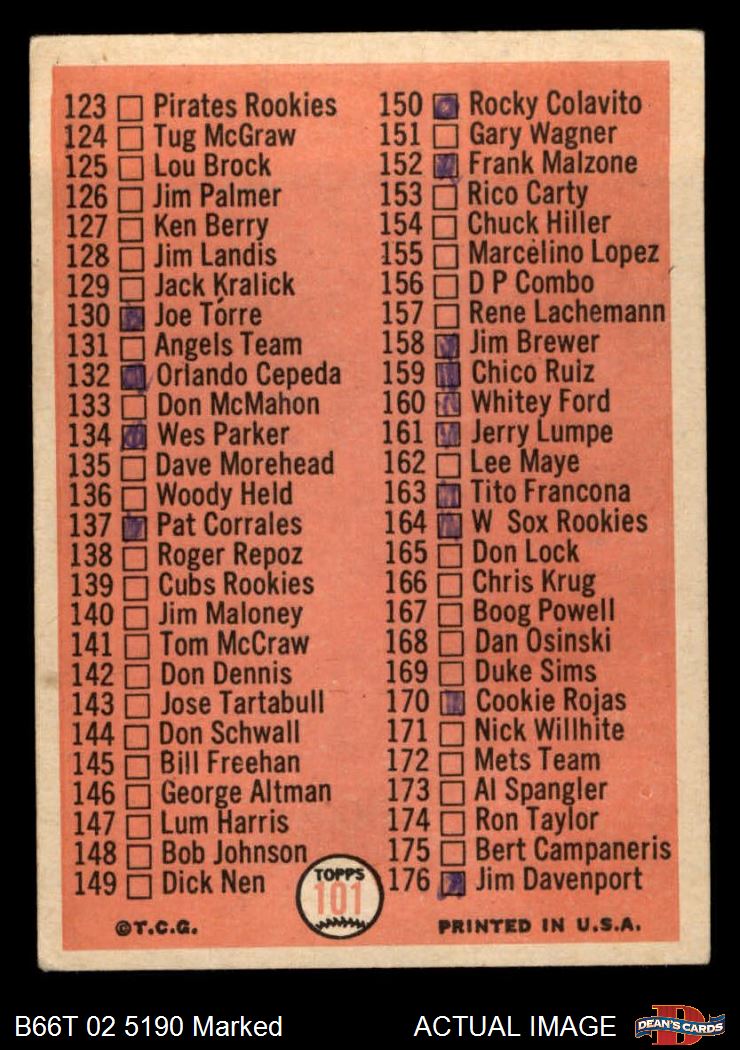 123 Pirates Rookies
124 Tug McGraw
125 Lou Brock
126 Jim Palmer
127 Ken Berry
128 Jim Landis
129 Jack Kralick
130 Joe Torre
131 Angels Team
132 Orlando Cepeda
133 Don McMahon
134 Wes Parker
135 Dave Morehead
136 Woody Held
137 Pat Corrales
138 Roger Repoz
139 Cubs Rookies
140 Jim Maloney
141 Tom McCraw
142 Don Dennis
143 Jose Tartabull
144 Don Schwall
145 Bill Freehan
146 George Altman
147 Lum Harris
148 Bob Johnson
149 Dick Nen
150 Rocky Colavito
151 Gary Wagner
152 Frank Malzone
153 Rico Carty
154 Chuck Hiller
155 Marcelino Lopez
156 D P Combo
157 Rene Lachemann
158 Jim Brewer
159 Chico Ruiz
160 Whitey Ford
161 Jerry Lumpe
162 Lee Maye
163 Tito Francona
164 W Sox Rookies
165 Don Lock
166 Chris Krug
167 Boog Powell
168 Dan Osinski
169 Duke Sims
170 Cookie Rojas
171 Nick Willhite
172 Mets Team
173 Al Spangler
174 Ron Taylor
175 Bert Campaneris
176 Jim Davenport
TOPPS
101
©T.C.G.
PRINTED IN U.S.A.
B66T 02 5190 Marked
ACTUAL IMAGE
D
DEAN'S CARDS